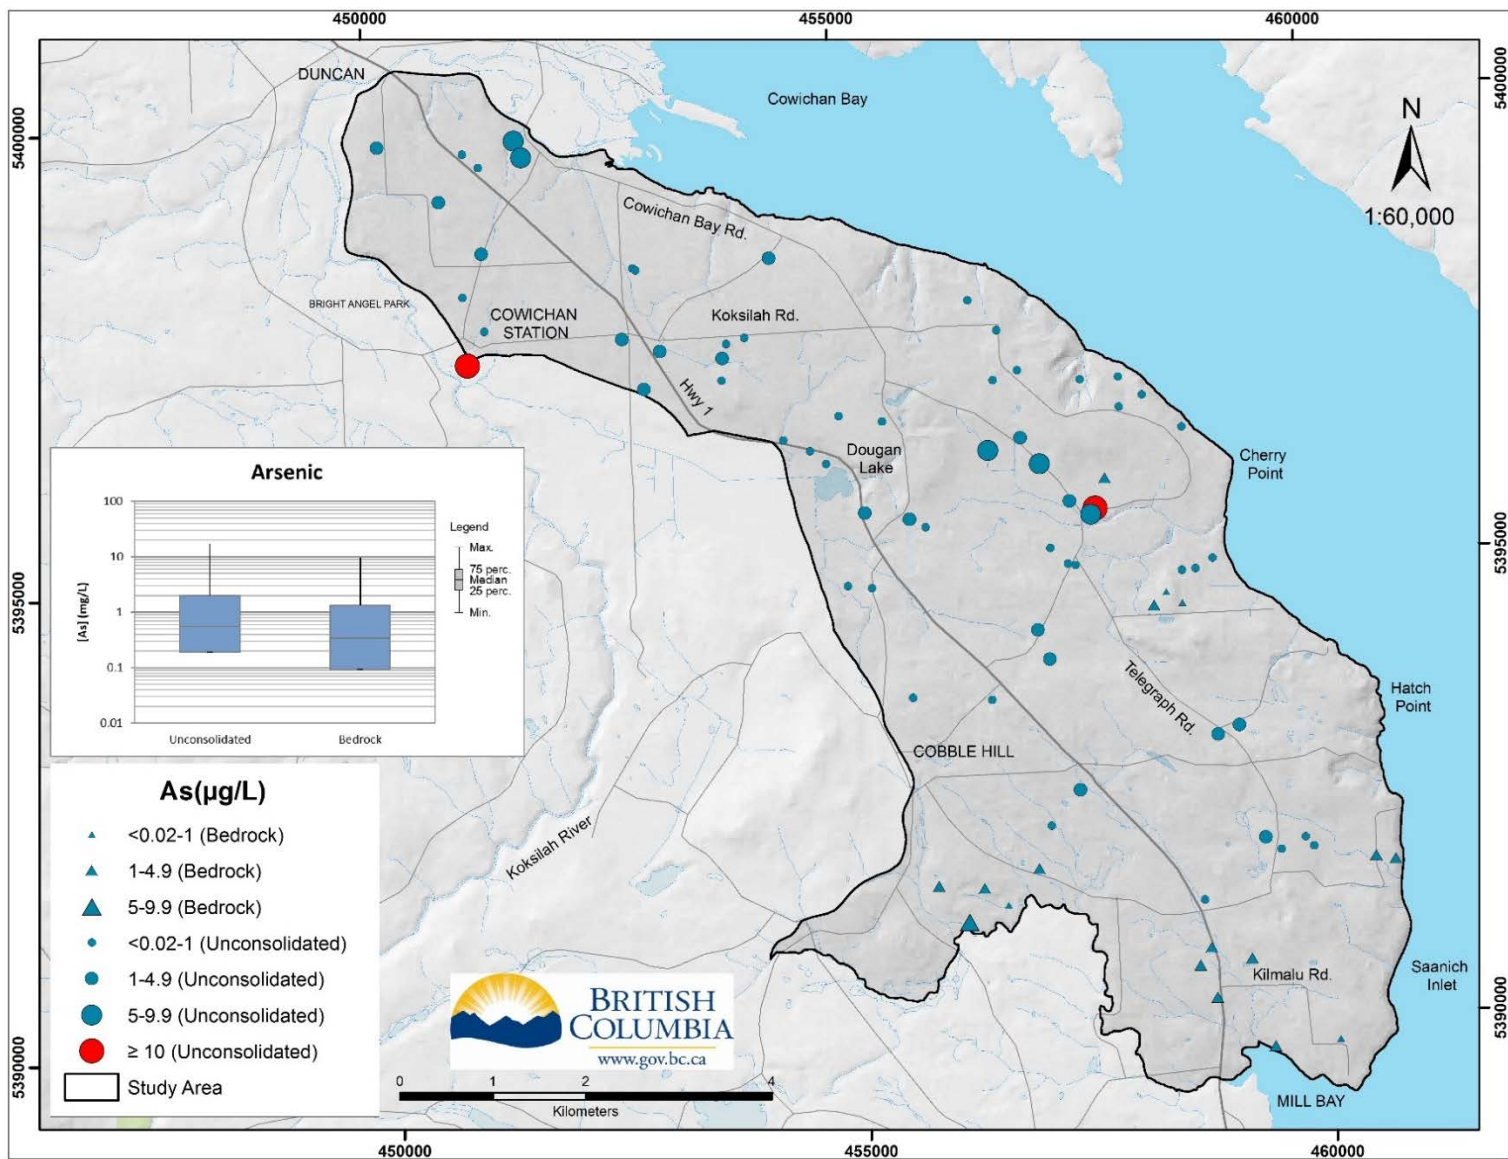 450000
455000
460000
5400000
5400000
DUNCAN
Cowichan Bay
N
1:60,000
Cowichan Bay Rd.
BRIGHT ANGEL PARK
COWICHAN
STATION
Koksilah Rd.
Hwy 1
Dougan
Lake
Cherry
Point
5395000
5395000
Arsenic
100
10
1
0.1
0.01
[As] (mg/L)
Unconsolidated
Bedrock
Legend
Max.
75 perc.
Median
25 perc.
Min.
Telegraph Rd.
Hatch
Point
COBBLE HILL
Koksilah River
As(µg/L)
<0.02-1 (Bedrock)
1-4.9 (Bedrock)
5-9.9 (Bedrock)
<0.02-1 (Unconsolidated)
1-4.9 (Unconsolidated)
5-9.9 (Unconsolidated)
≥ 10 (Unconsolidated)
Study Area
BRITISH
COLUMBIA
www.gov.bc.ca
Kilmalu Rd.
Saanich
Inlet
5390000
5390000
0 1 2 4
Kilometers
MILL BAY
450000
455000
460000